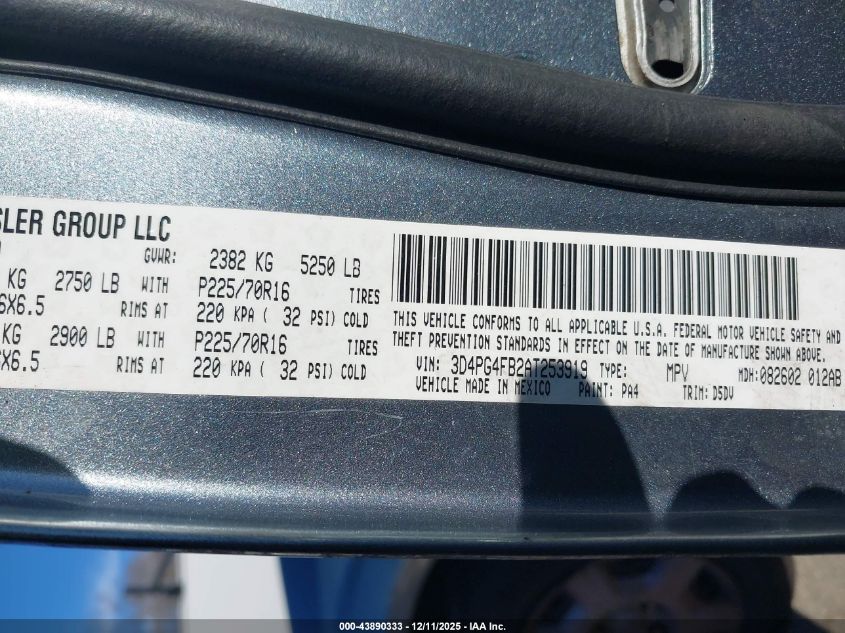 SLER GROUP LLC
GVWR: 2382 KG 5250 LB
KG 2750 LB WITH P225/70R16 TIRES
6X6.5 RIMS AT 220 KPA ( 32 PSI) COLD
KG 2900 LB WITH P225/70R16 TIRES
6X6.5 RIMS AT 220 KPA ( 32 PSI) COLD
THIS VEHICLE CONFORMS TO ALL APPLICABLE U.S.A. FEDERAL MOTOR VEHICLE SAFETY AND
THEFT PREVENTION STANDARDS IN EFFECT ON THE DATE OF MANUFACTURE SHOWN ABOVE.
VIN: 3D4PG4FB2AT253919 TYPE: MPV MDH:082602 012AB
VEHICLE MADE IN MEXICO PAINT: PA4 TRIM: D5DV
000-43890333 - 12/11/2025 - IAA Inc.